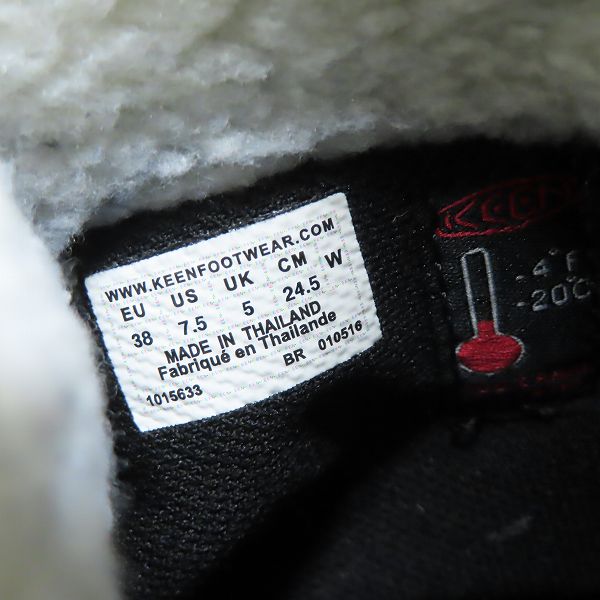 WWW.KEENFOOTWEAR.COM
EU US UK CM W
38 7.5 5 24.5
MADE IN THAILAND
Fabriqué en Thaïlande
1015633 BR 010516
KEEN
-4°F
-20°C